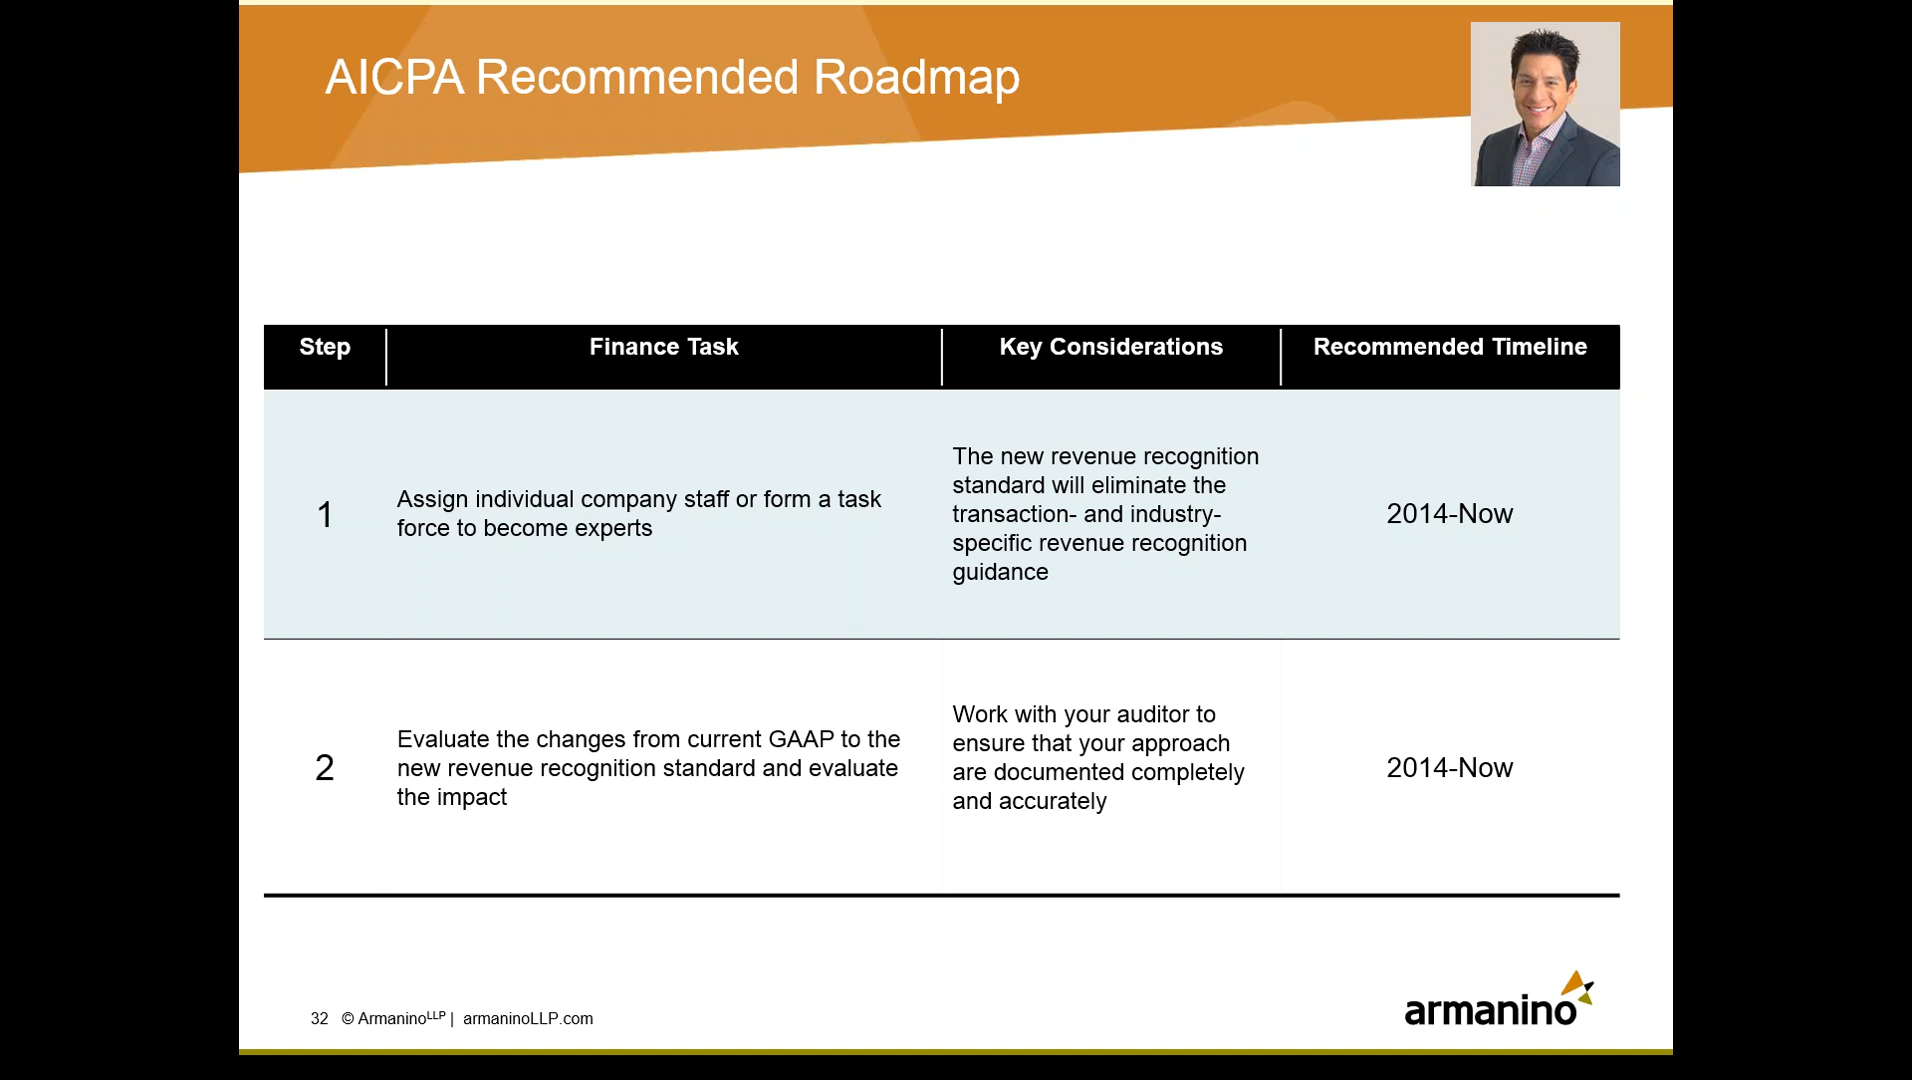 AICPA Recommended Roadmap
Step
Finance Task
Key Considerations
Recommended Timeline
1
Assign individual company staff or form a task
force to become experts
The new revenue recognition
standard will eliminate the
transaction- and industry-
specific revenue recognition
guidance
2014-Now
2
Evaluate the changes from current GAAP to the
new revenue recognition standard and evaluate
the impact
Work with your auditor to
ensure that your approach
are documented completely
and accurately
2014-Now
32 © ArmaninoLLP | armaninoLLP.com
armanino